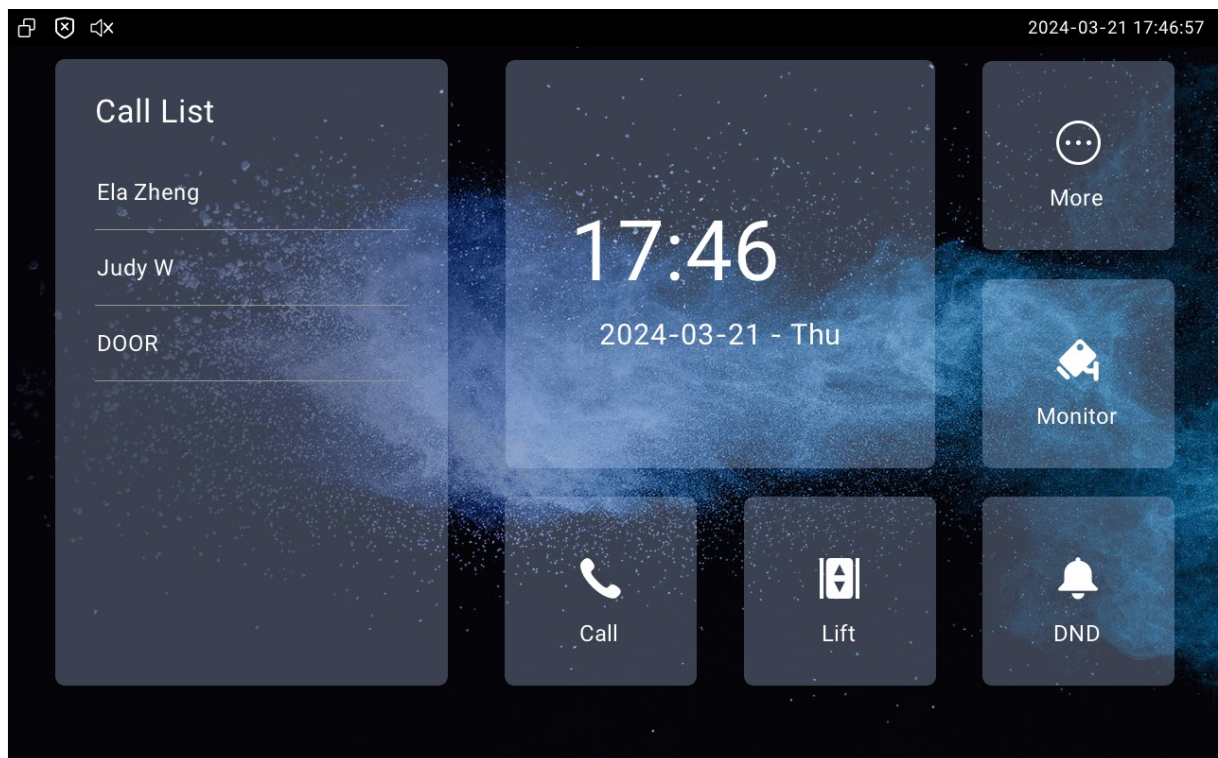 2024-03-21 17:46:57
Call List
Ela Zheng
Judy W
DOOR
17:46
2024-03-21 - Thu
More
Monitor
Call
Lift
DND